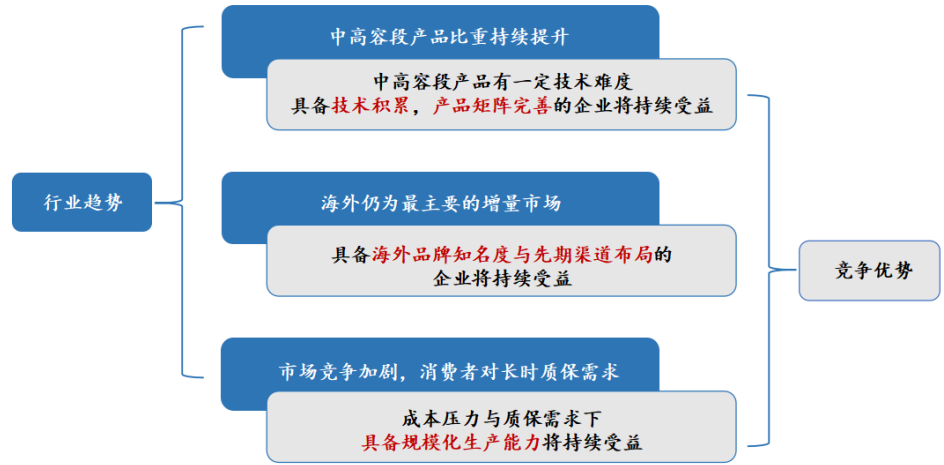 中高容段产品比重持续提升
中高容段产品有一定技术难度
具备技术积累，产品矩阵完善的企业将持续受益
行业趋势
海外仍为最主要的增量市场
具备海外品牌知名度与先期渠道布局的
企业将持续受益
竞争优势
市场竞争加剧，消费者对长时质保需求
成本压力与质保需求下
具备规模化生产能力将持续受益